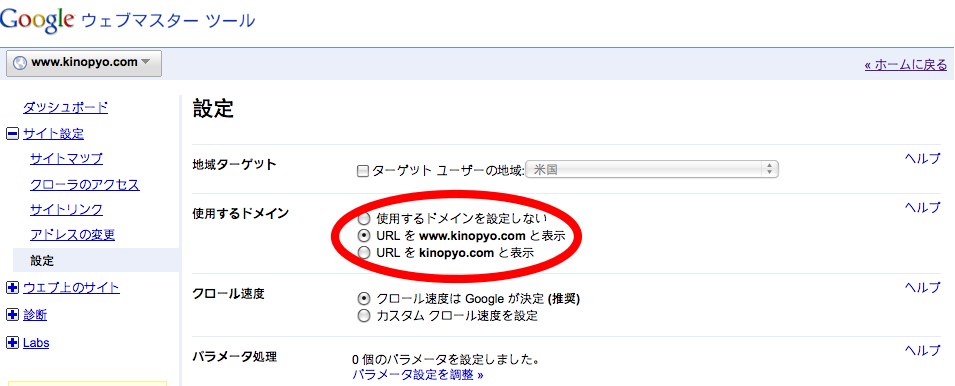 Google ウェブマスター ツール
www.kinopyo.com
« ホームに戻る
ダッシュボード
サイト設定
サイトマップ
クローラのアクセス
サイトリンク
アドレスの変更
設定
ウェブ上のサイト
診断
Labs
設定
地域ターゲット
ターゲット ユーザーの地域: 米国
ヘルプ
使用するドメイン
使用するドメインを設定しない
URL を www.kinopyo.com と表示
URL を kinopyo.com と表示
ヘルプ
クロール速度
クロール速度は Google が決定 (推奨)
カスタム クロール速度を設定
ヘルプ
パラメータ処理
0 個のパラメータを設定しました。
パラメータ設定を調整 »
ヘルプ